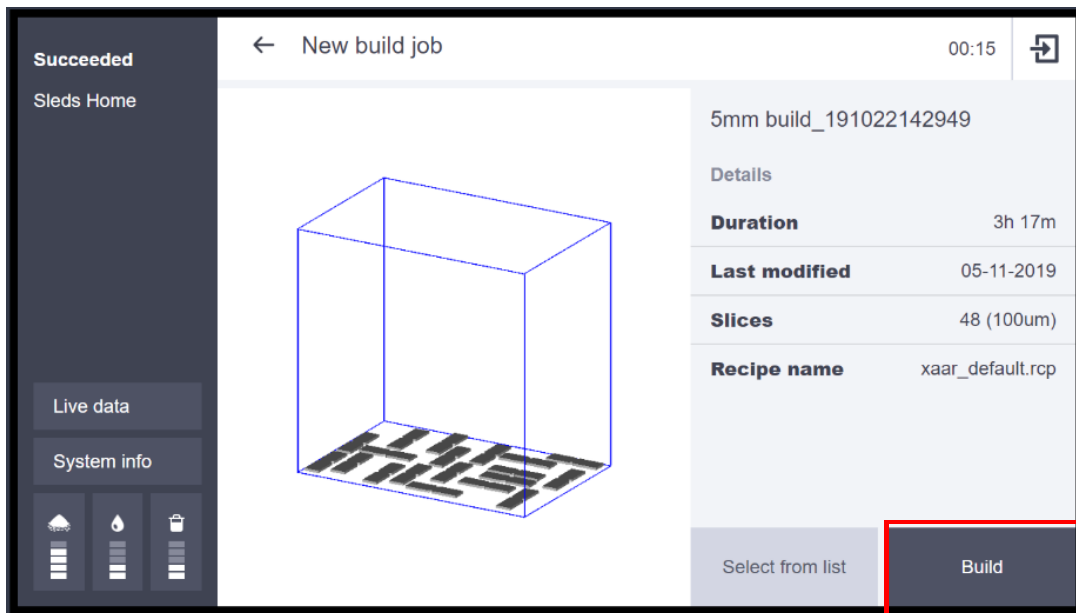 Succeeded
Sleds Home
Live data
System info
New build job
00:15
5mm build_191022142949
Details
Duration 3h 17m
Last modified 05-11-2019
Slices 48 (100um)
Recipe name xaar_default.rcp
Select from list
Build